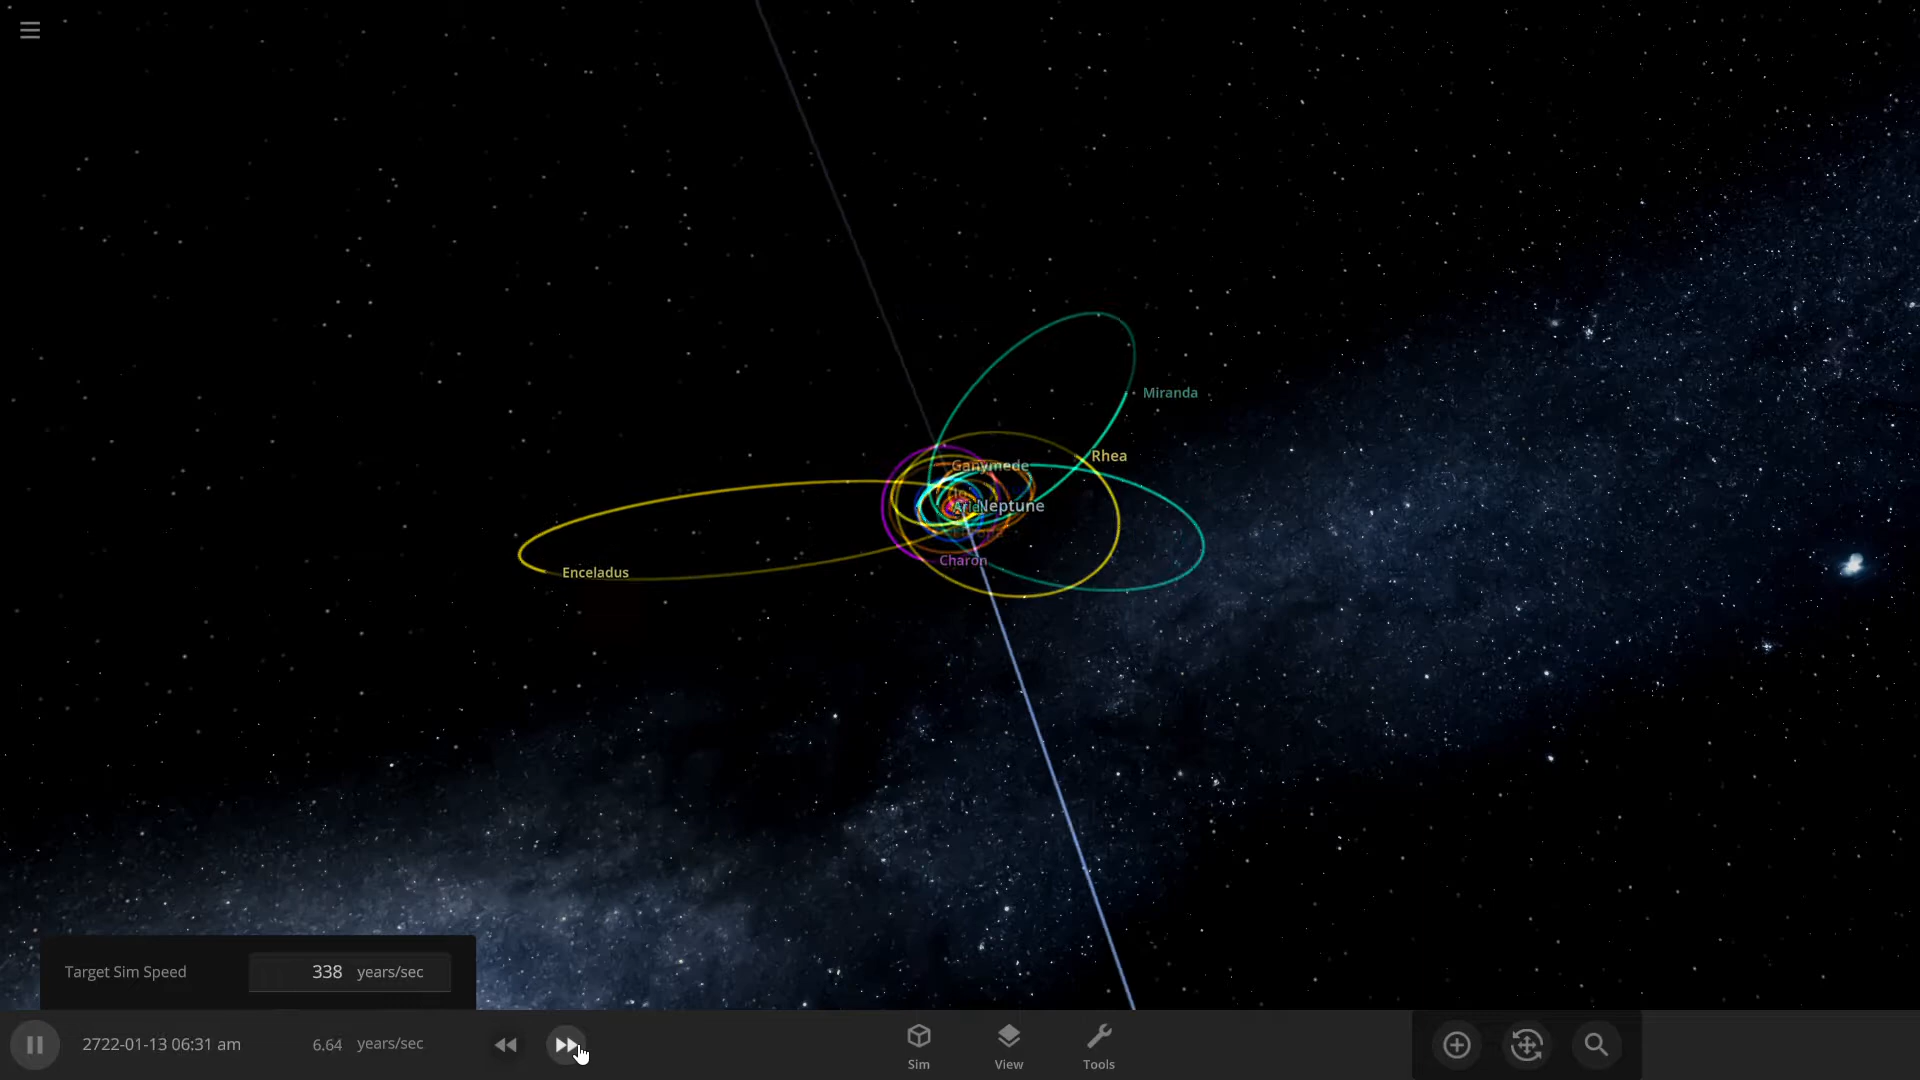 Miranda
Rhea
Ganymede
Neptune
Charon
Enceladus
Target Sim Speed 338 years/sec
2722-01-13 06:31 am 6.64 years/sec
Sim View Tools